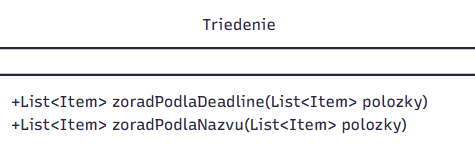 Triedenie
+List<Item> zoradPodlaDeadline(List<Item> polozky)
+List<Item> zoradPodlaNazvu(List<Item> polozky)